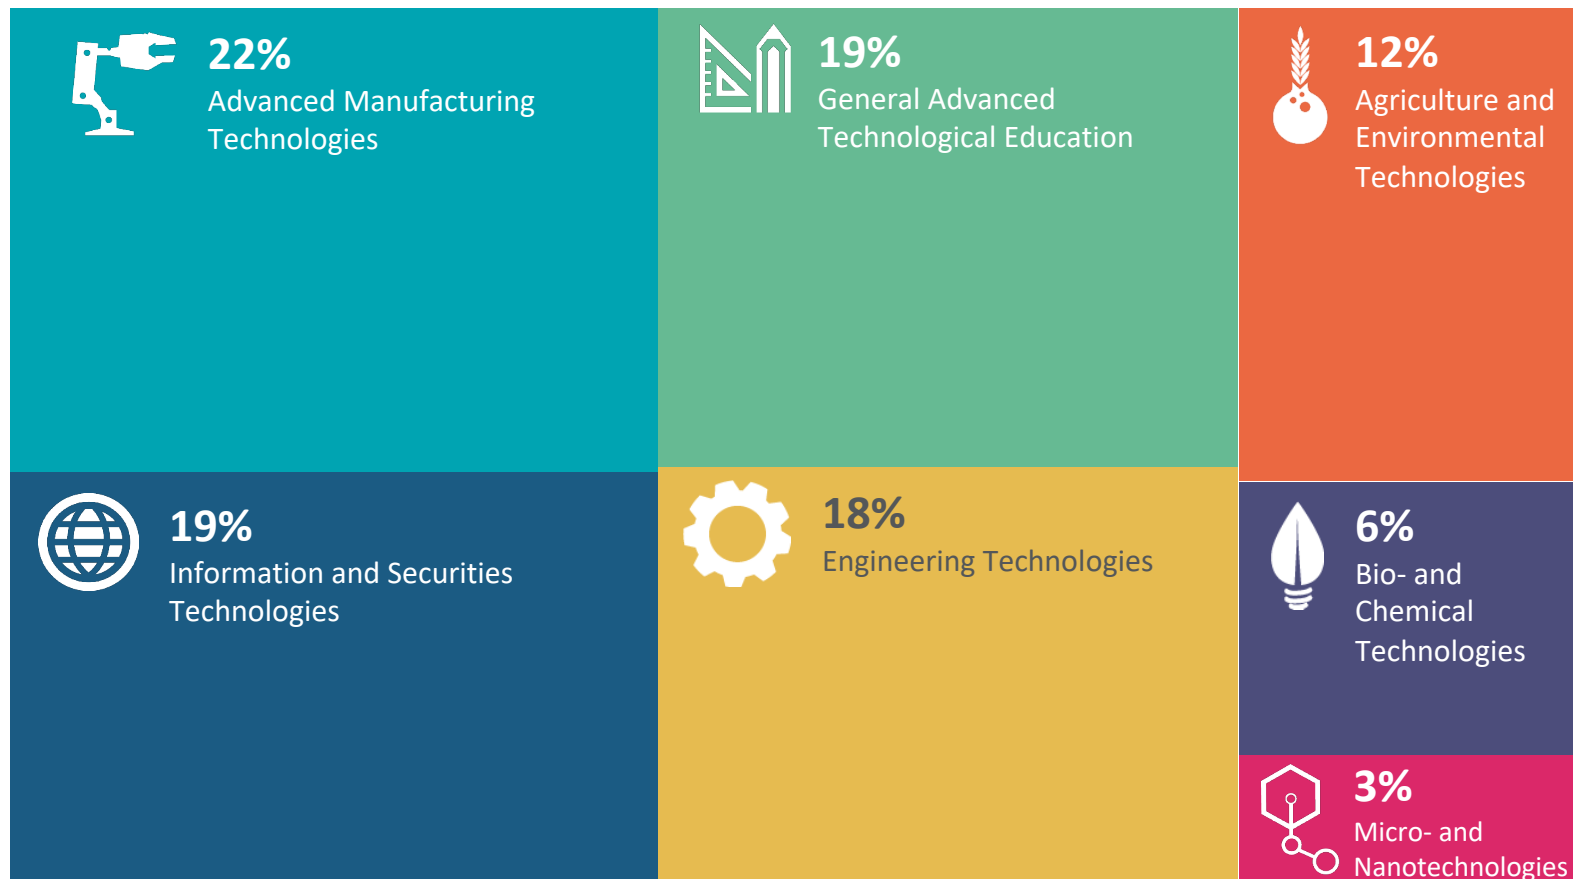 22%
Advanced Manufacturing
Technologies
19%
General Advanced
Technological Education
12%
Agriculture and
Environmental
Technologies
19%
Information and Securities
Technologies
18%
Engineering Technologies
6%
Bio- and
Chemical
Technologies
3%
Micro- and
Nanotechnologies